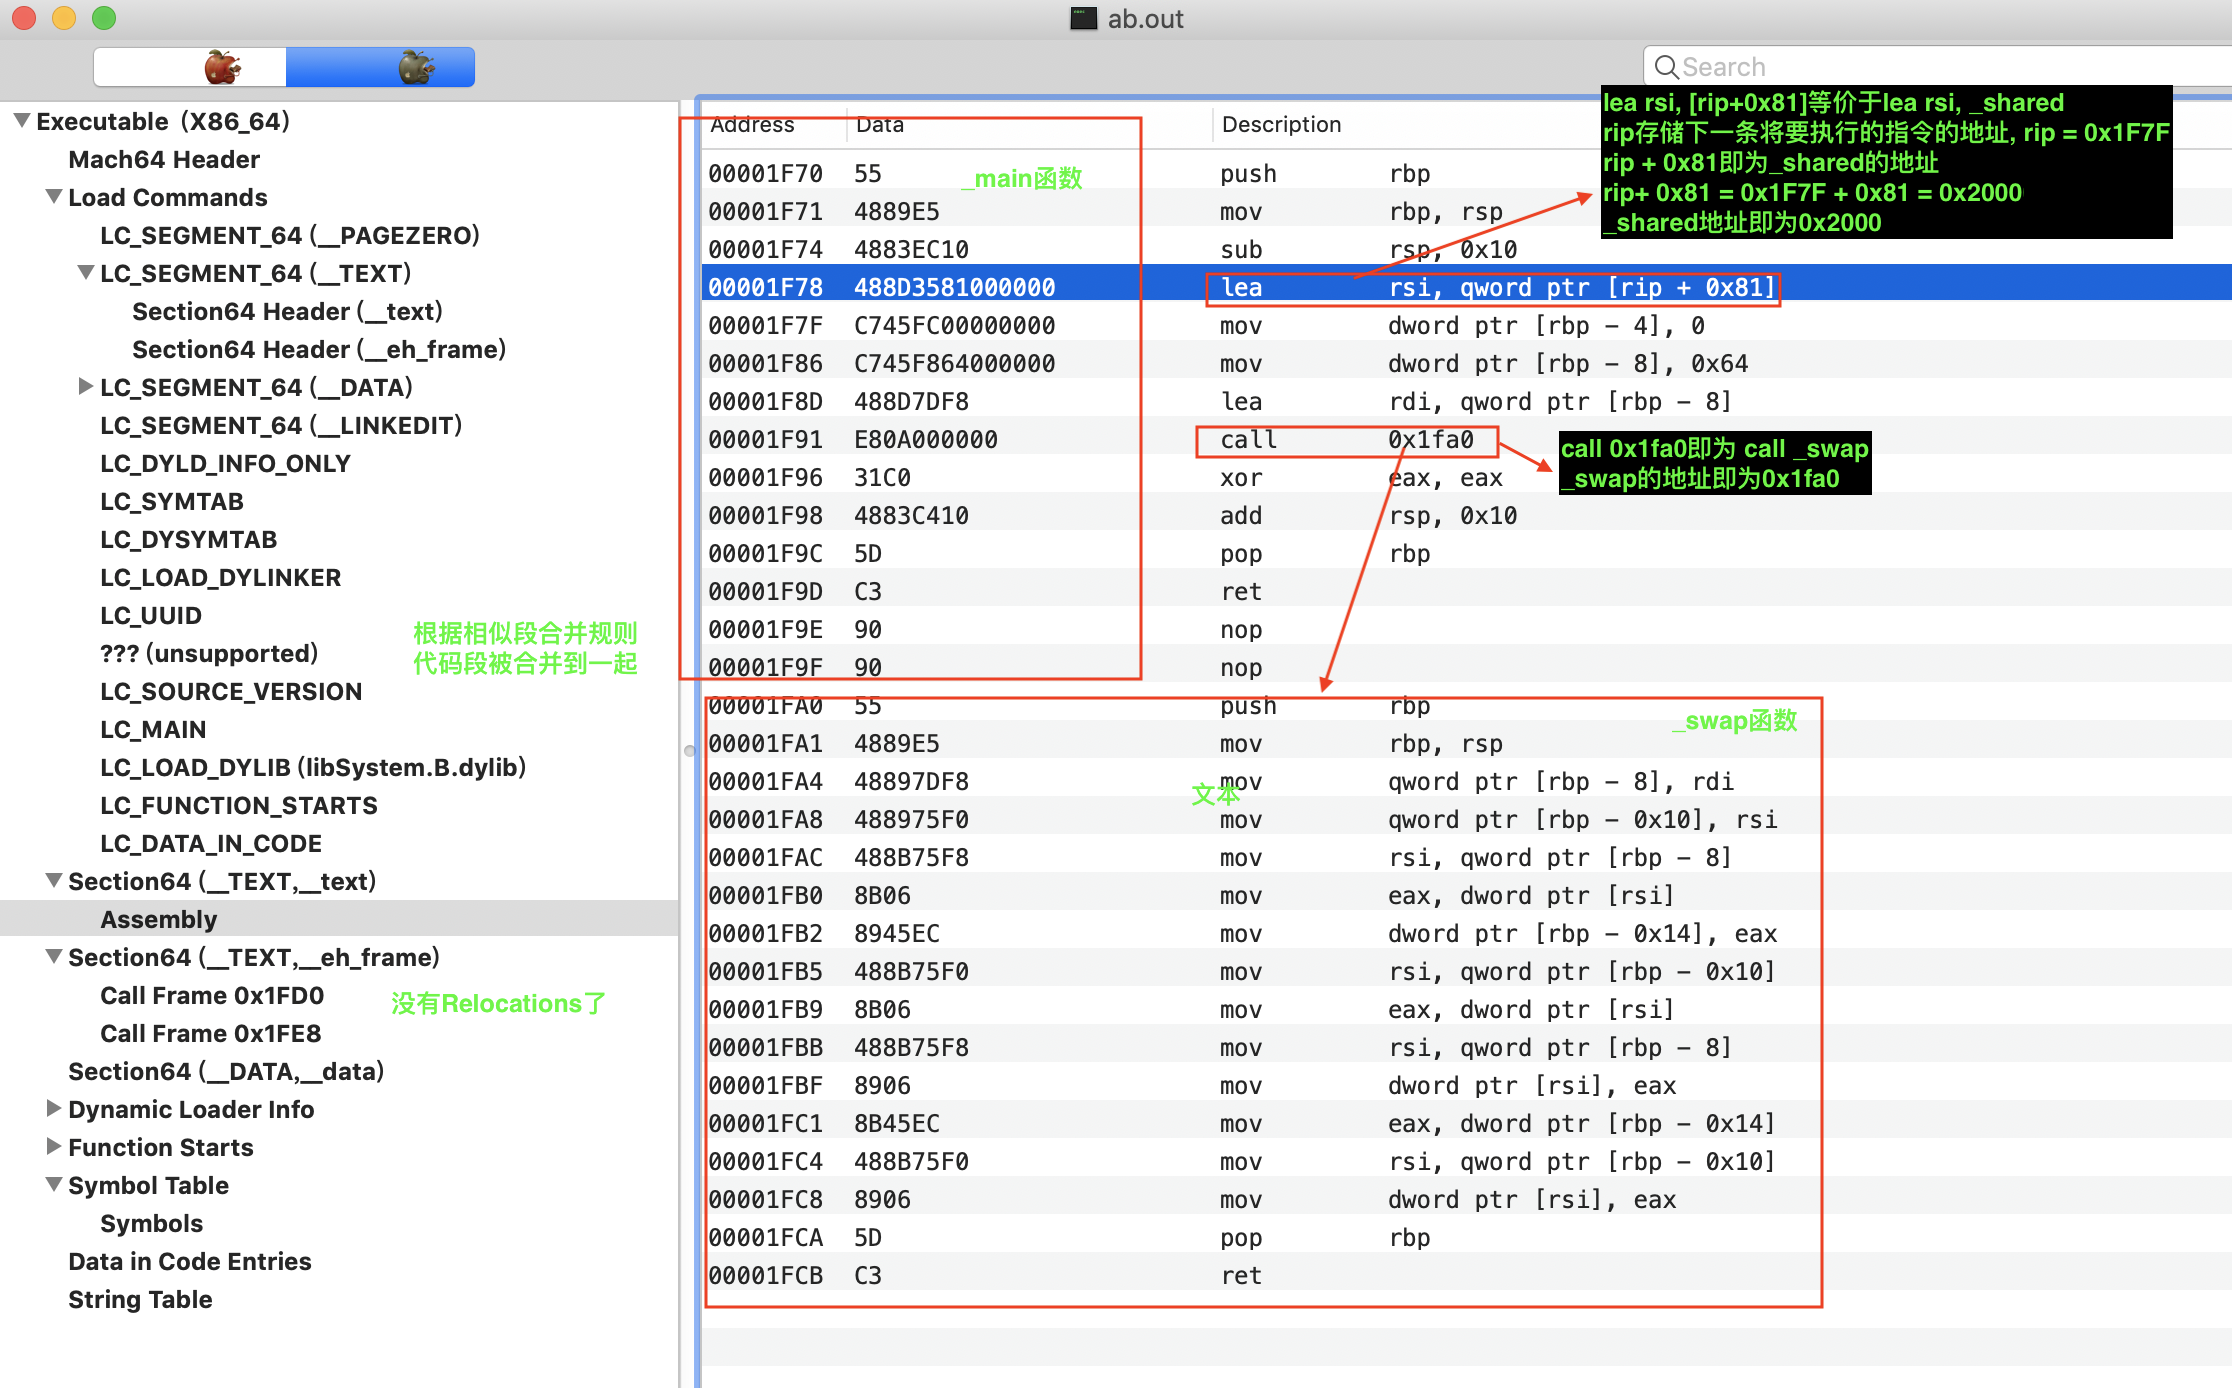 ab.out
Search
Executable (X86_64)
Mach64 Header
Load Commands
LC_SEGMENT_64 (__PAGEZERO)
LC_SEGMENT_64 (__TEXT)
Section64 Header (__text)
Section64 Header (__eh_frame)
LC_SEGMENT_64 (__DATA)
LC_SEGMENT_64 (__LINKEDIT)
LC_DYLD_INFO_ONLY
LC_SYMTAB
LC_DYSYMTAB
LC_LOAD_DYLINKER
LC_UUID
??? (unsupported)
LC_SOURCE_VERSION
LC_MAIN
LC_LOAD_DYLIB (libSystem.B.dylib)
LC_FUNCTION_STARTS
LC_DATA_IN_CODE
Section64 (__TEXT,__text)
Assembly
Section64 (__TEXT,__eh_frame)
Call Frame 0x1FD0
Call Frame 0x1FE8
Section64 (__DATA,__data)
Dynamic Loader Info
Function Starts
Symbol Table
Symbols
Data in Code Entries
String Table
根据相似段合并规则
代码段被合并到一起
没有Relocations了
Address Data Description
00001F70 55 push rbp
00001F71 4889E5 mov rbp, rsp
00001F74 4883EC10 sub rsp, 0x10
00001F78 488D3581000000 lea rsi, qword ptr [rip + 0x81]
00001F7F C745FC00000000 mov dword ptr [rbp - 4], 0
00001F86 C745F864000000 mov dword ptr [rbp - 8], 0x64
00001F8D 488D7DF8 lea rdi, qword ptr [rbp - 8]
00001F91 E80A000000 call 0x1fa0
00001F96 31C0 xor eax, eax
00001F98 4883C410 add rsp, 0x10
00001F9C 5D pop rbp
00001F9D C3 ret
00001F9E 90 nop
00001F9F 90 nop
00001FA0 55 push rbp
00001FA1 4889E5 mov rbp, rsp
00001FA4 48897DF8 mov qword ptr [rbp - 8], rdi
00001FA8 488975F0 mov qword ptr [rbp - 0x10], rsi
00001FAC 488B75F8 mov rsi, qword ptr [rbp - 8]
00001FB0 8B06 mov eax, dword ptr [rsi]
00001FB2 8945EC mov dword ptr [rbp - 0x14], eax
00001FB5 488B75F0 mov rsi, qword ptr [rbp - 0x10]
00001FB9 8B06 mov eax, dword ptr [rsi]
00001FBB 488B75F8 mov rsi, qword ptr [rbp - 8]
00001FBF 8906 mov dword ptr [rsi], eax
00001FC1 8B45EC mov eax, dword ptr [rbp - 0x14]
00001FC4 488B75F0 mov rsi, qword ptr [rbp - 0x10]
00001FC8 8906 mov dword ptr [rsi], eax
00001FCA 5D pop rbp
00001FCB C3 ret
_main函数
lea rsi, [rip+0x81]等价于lea rsi, _shared
rip存储下一条将要执行的指令的地址, rip = 0x1F7F
rip + 0x81即为_shared的地址
rip+ 0x81 = 0x1F7F + 0x81 = 0x2000
_shared地址即为0x2000
call 0x1fa0即为 call _swap
_swap的地址即为0x1fa0
_swap函数
文本